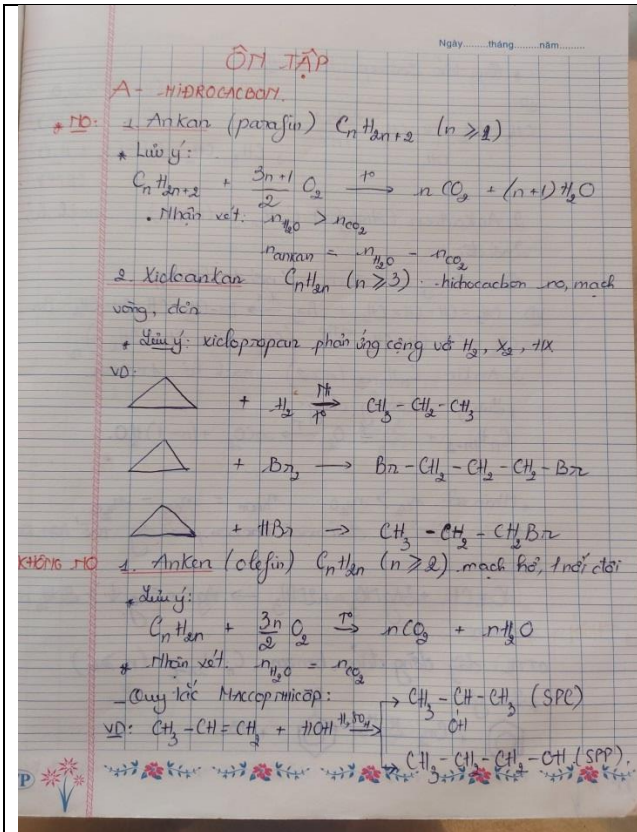 Ngày.........tháng.........năm.........
ÔN TẬP
A - HIĐROCACBON.
* NO: 1. Ankan (parafin) CnH2n+2 (n ≥ 1)
* Lưu ý:
CnH2n+2 + (3n+1)/2 O2 –t°→ nCO2 + (n+1)H2O
• Nhận xét: nH2O > nCO2
nankan = nH2O - nCO2
2. Xicloankan CnH2n (n ≥ 3): hiđrocacbon no, mạch
vòng, đơn
* Lưu ý: xiclopropan phản ứng cộng với H2, X2, HX
VD:
+ H2 –Ni, t°→ CH3 - CH2 - CH3
+ Br2 → Br - CH2 - CH2 - CH2 - Br
+ HBr → CH3 - CH2 - CH2Br
KHÔNG NO 1. Anken (olefin) CnH2n (n ≥ 2) mạch hở, 1 nối đôi
* Lưu ý:
CnH2n + 3n/2 O2 –T°→ nCO2 + nH2O
* Nhận xét: nH2O = nCO2
- Quy tắc Maccopnhicop: → CH3 - CH - CH3 (SPC)
OH
VD: CH3 - CH = CH2 + HOH –H2SO4→
→ CH3 - CH2 - CH2 - OH (SPP).